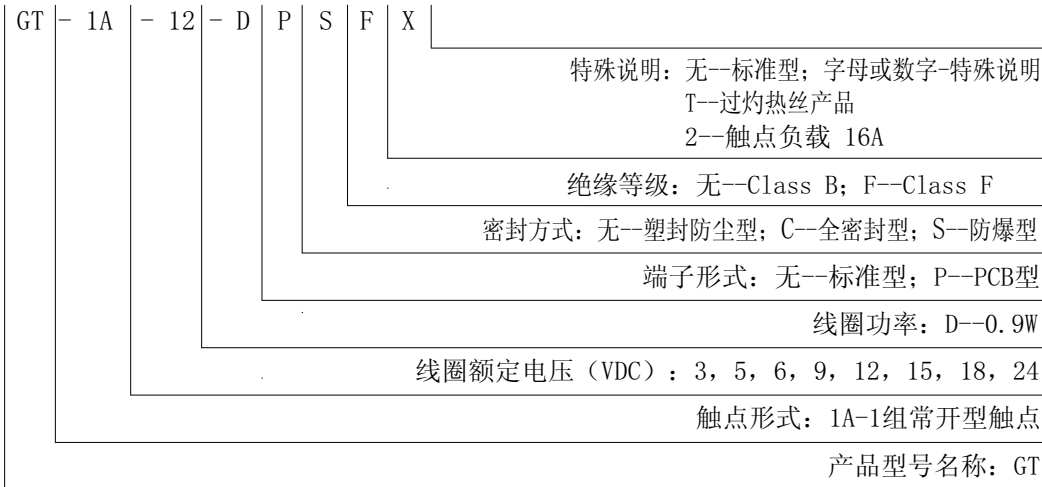 GT - 1A - 12 - D P S F X
特殊说明：无--标准型；字母或数字-特殊说明
T--过灼热丝产品
2--触点负载 16A
绝缘等级：无--Class B；F--Class F
密封方式：无--塑封防尘型；C--全密封型；S--防爆型
端子形式：无--标准型；P--PCB型
线圈功率：D--0.9W
线圈额定电压（VDC）：3，5，6，9，12，15，18，24
触点形式：1A-1组常开型触点
产品型号名称：GT